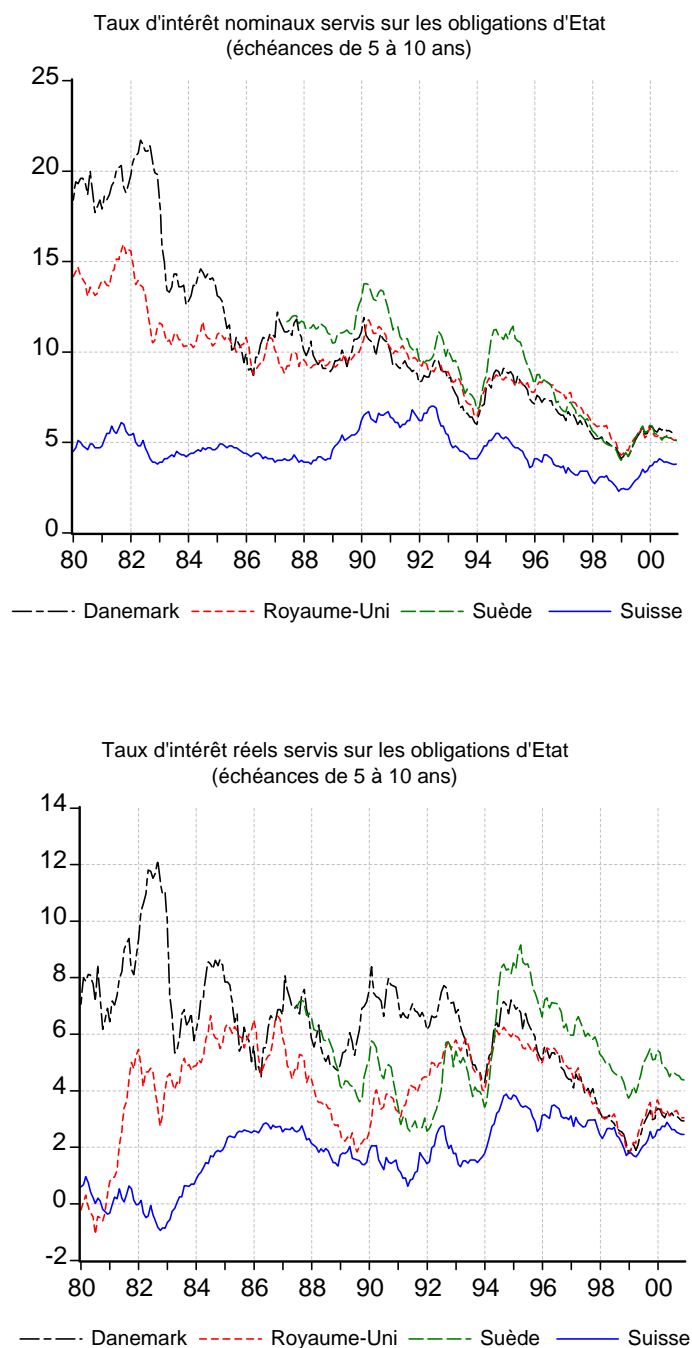 Taux d'intérêt nominaux servis sur les obligations d'Etat
(échéances de 5 à 10 ans)
25
20
15
10
5
0
80 82 84 86 88 90 92 94 96 98 00
Danemark Royaume-Uni Suède Suisse
Taux d'intérêt réels servis sur les obligations d'Etat
(échéances de 5 à 10 ans)
14
12
10
8
6
4
2
0
-2
80 82 84 86 88 90 92 94 96 98 00
Danemark Royaume-Uni Suède Suisse